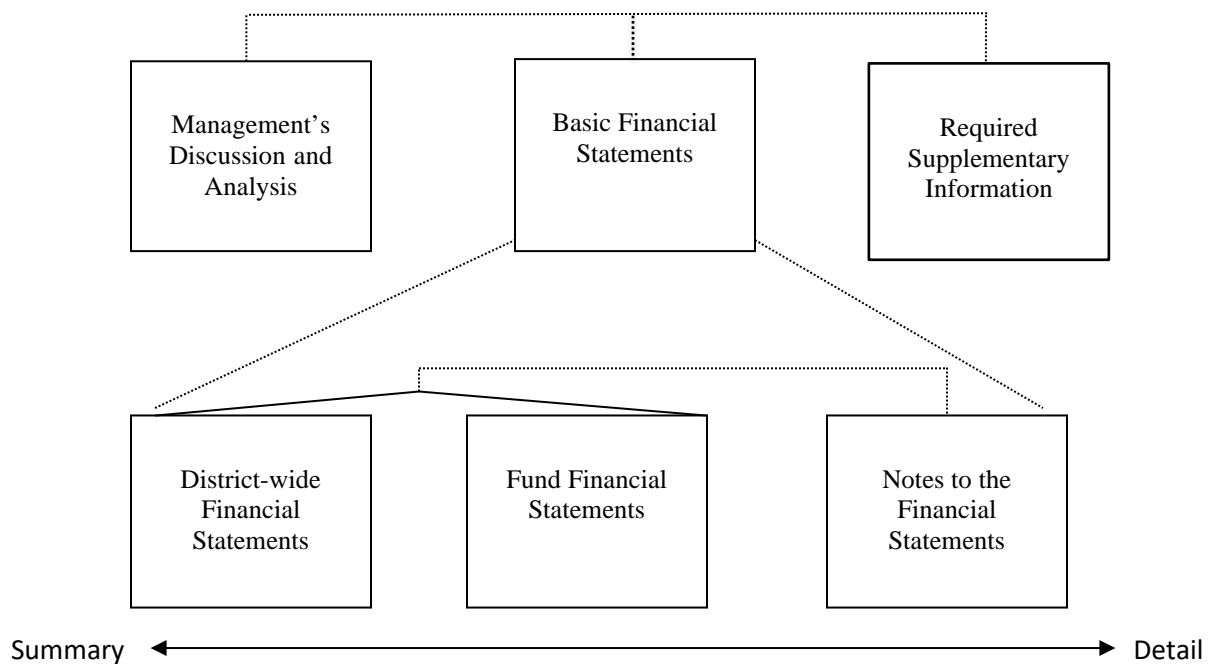 Management’s
Discussion and
Analysis
Basic Financial
Statements
Required
Supplementary
Information
District-wide
Financial
Statements
Fund Financial
Statements
Notes to the
Financial
Statements
Summary
Detail